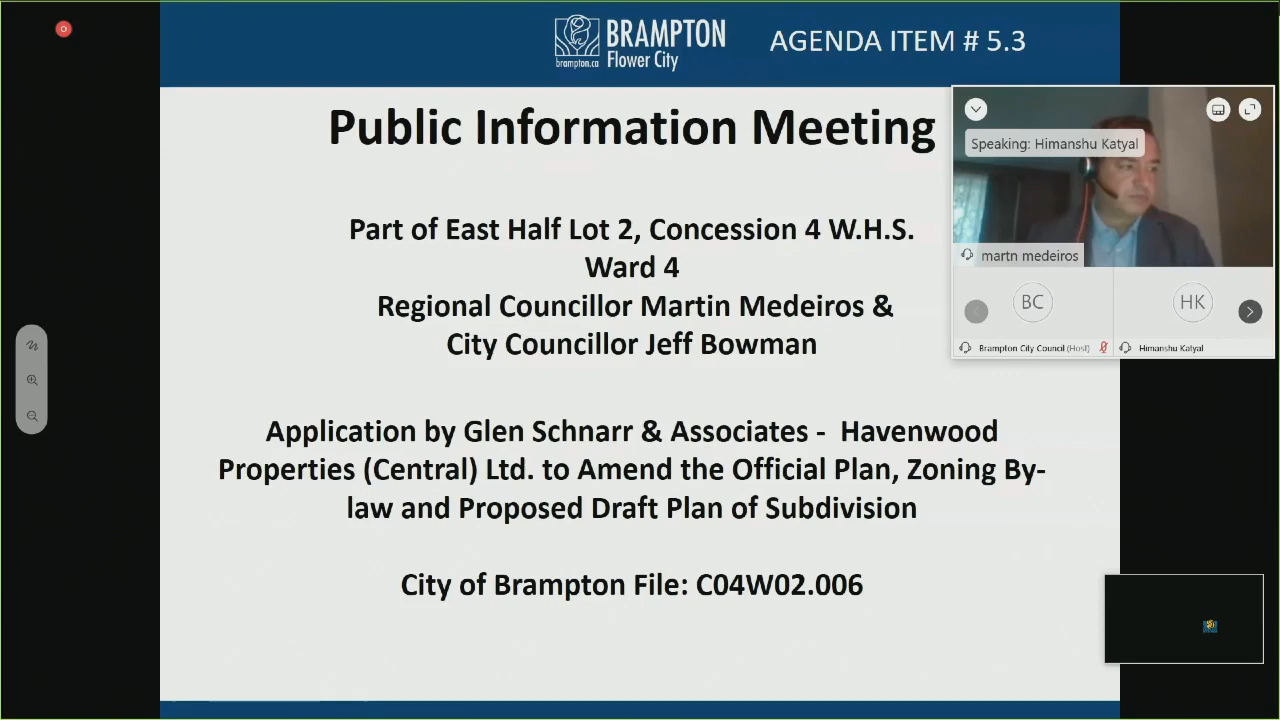 BRAMPTON
brampton.ca
Flower City
AGENDA ITEM # 5.3
Public Information Meeting
Speaking: Himanshu Katyal
martn medeiros
BC
HK
Brampton City Council (Host)
Himanshu Katyal
Part of East Half Lot 2, Concession 4 W.H.S.
Ward 4
Regional Councillor Martin Medeiros &
City Councillor Jeff Bowman
Application by Glen Schnarr & Associates - Havenwood
Properties (Central) Ltd. to Amend the Official Plan, Zoning By-
law and Proposed Draft Plan of Subdivision
City of Brampton File: C04W02.006